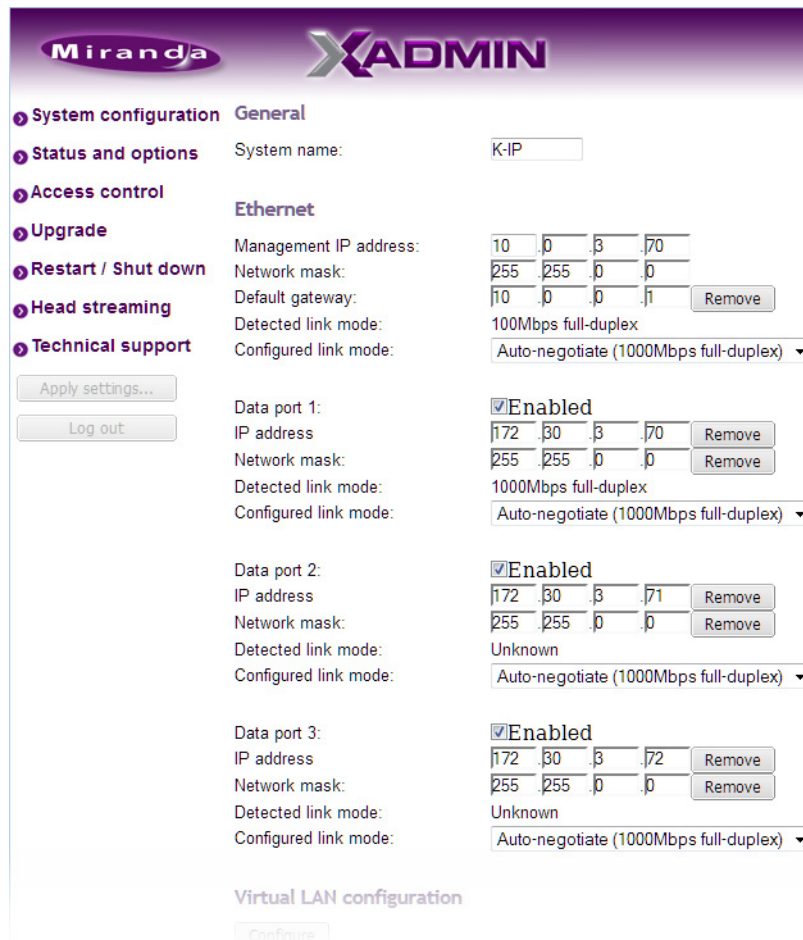 Miranda
XADMIN
System configuration
Status and options
Access control
Upgrade
Restart / Shut down
Head streaming
Technical support
Apply settings...
Log out
General
System name: K-IP
Ethernet
Management IP address: 10 .0 .3 .70
Network mask: 255 .255 .0 .0
Default gateway: 10 .0 .0 .1 Remove
Detected link mode: 100Mbps full-duplex
Configured link mode: Auto-negotiate (1000Mbps full-duplex)
Data port 1: Enabled
IP address 172 .30 .3 .70 Remove
Network mask: 255 .255 .0 .0 Remove
Detected link mode: 1000Mbps full-duplex
Configured link mode: Auto-negotiate (1000Mbps full-duplex)
Data port 2: Enabled
IP address 172 .30 .3 .71 Remove
Network mask: 255 .255 .0 .0 Remove
Detected link mode: Unknown
Configured link mode: Auto-negotiate (1000Mbps full-duplex)
Data port 3: Enabled
IP address 172 .30 .3 .72 Remove
Network mask: 255 .255 .0 .0 Remove
Detected link mode: Unknown
Configured link mode: Auto-negotiate (1000Mbps full-duplex)
Virtual LAN configuration
Configure